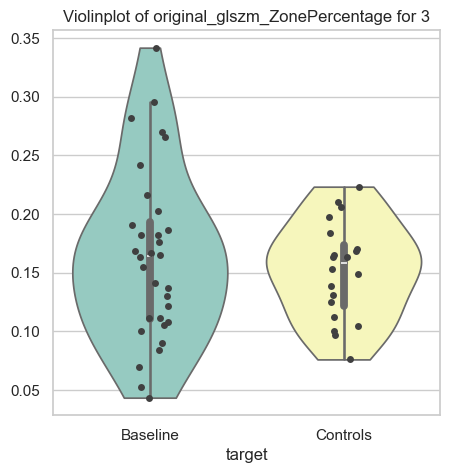 Violinplot of original_glszm_ZonePercentage for 3
0.35
0.30
0.25
0.20
0.15
0.10
0.05
Baseline
Controls
target